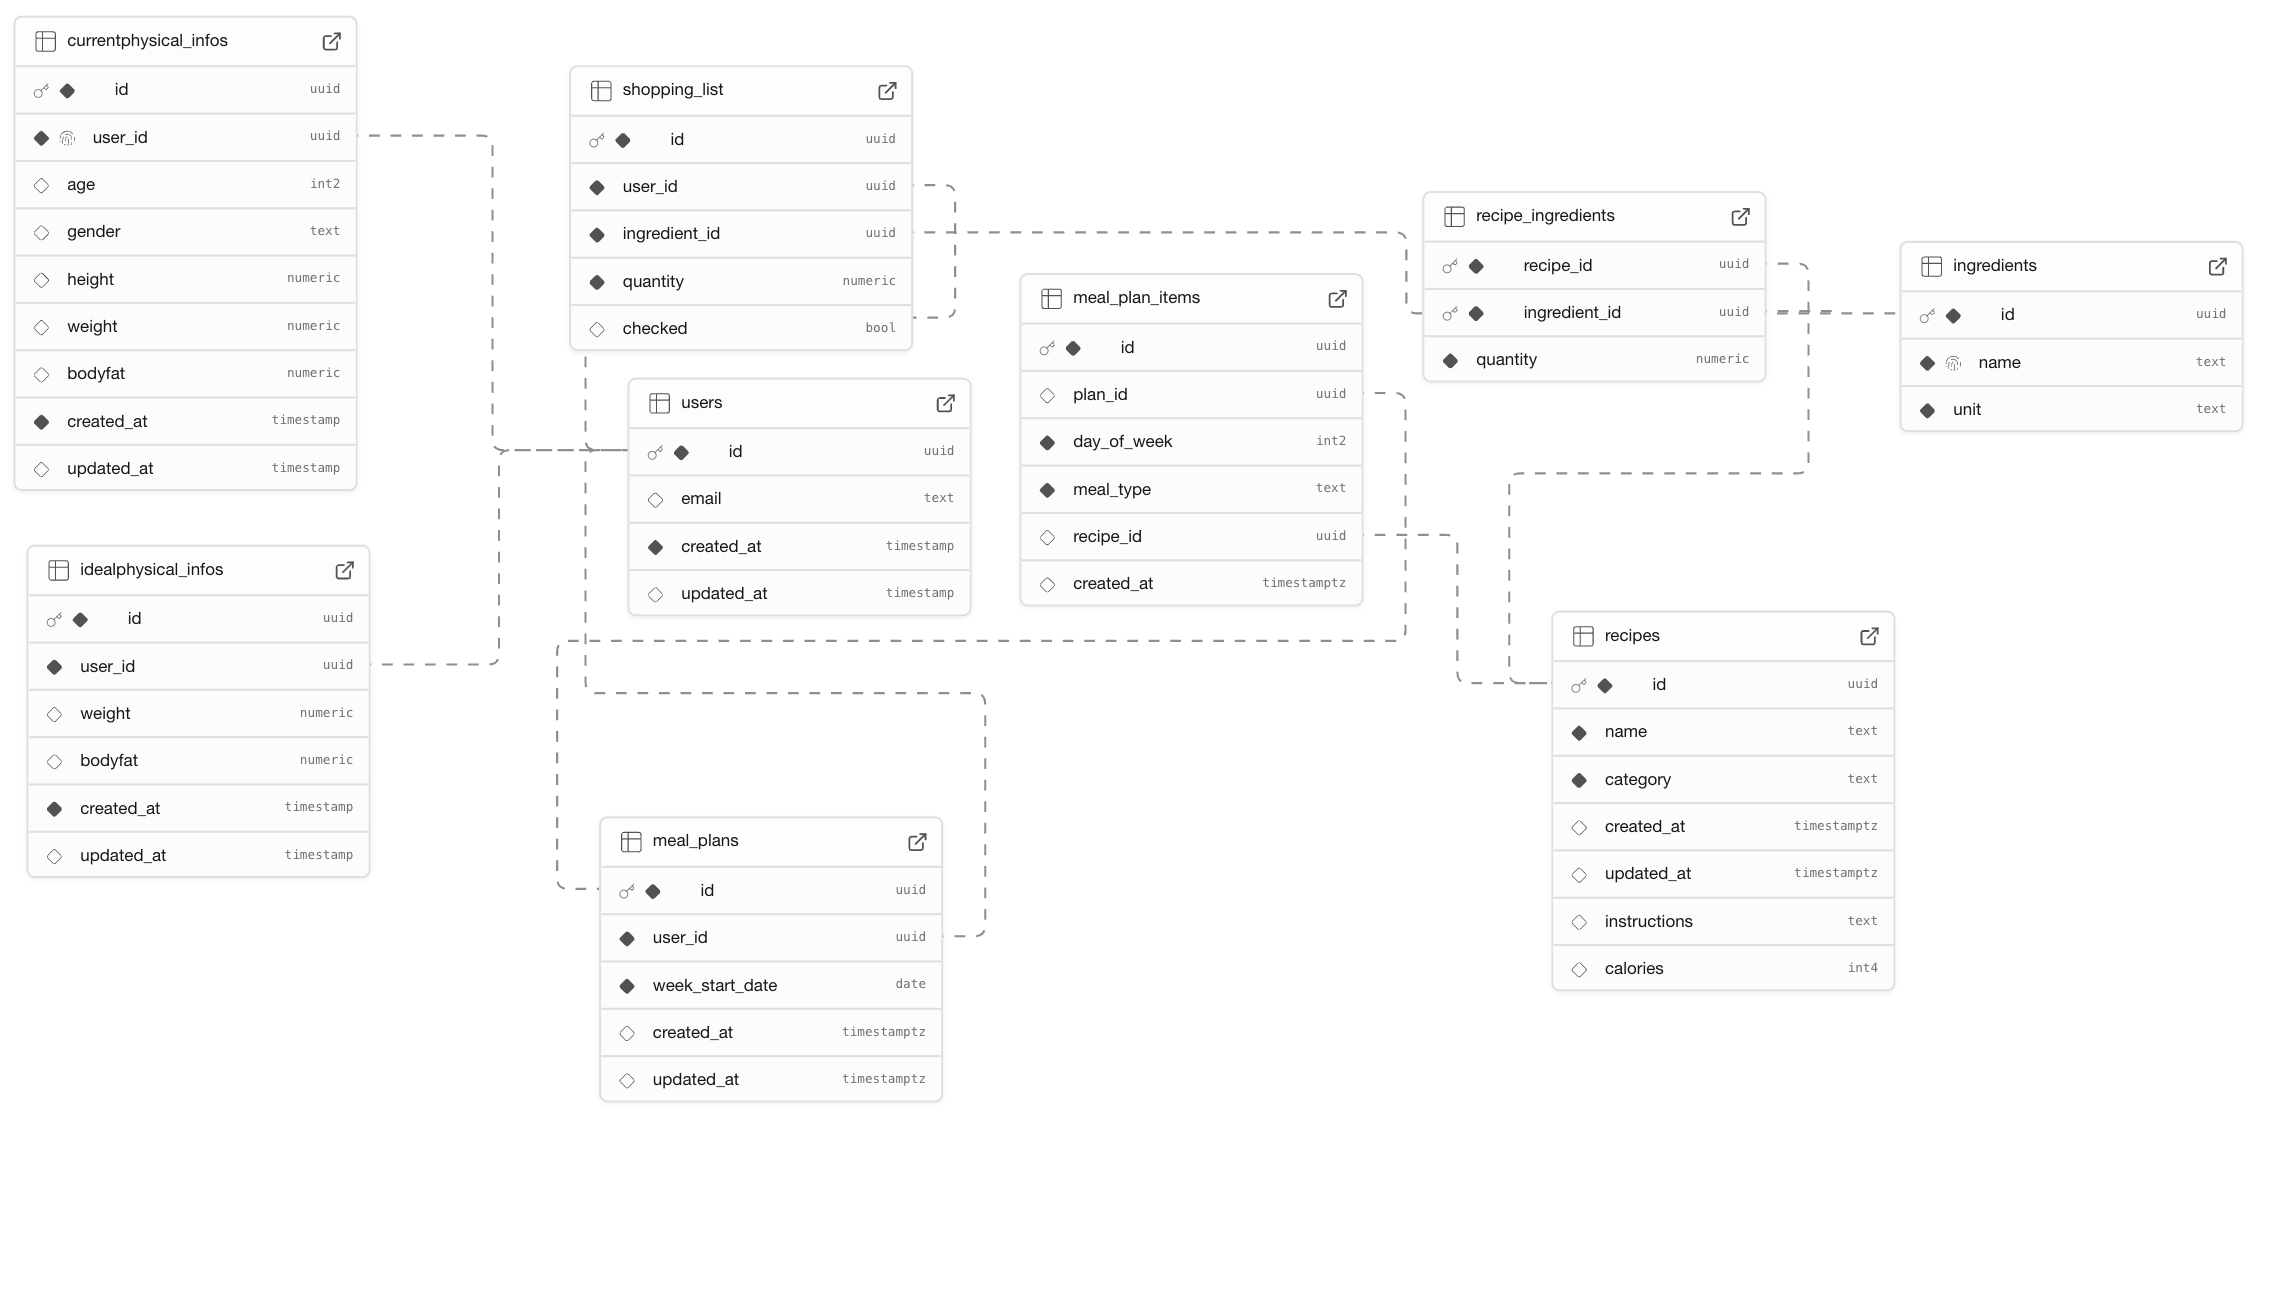 currentphysical_infos
id uuid
user_id uuid
age int2
gender text
height numeric
weight numeric
bodyfat numeric
created_at timestamp
updated_at timestamp
idealphysical_infos
id uuid
user_id uuid
weight numeric
bodyfat numeric
created_at timestamp
updated_at timestamp
shopping_list
id uuid
user_id uuid
ingredient_id uuid
quantity numeric
checked bool
users
id uuid
email text
created_at timestamp
updated_at timestamp
meal_plans
id uuid
user_id uuid
week_start_date date
created_at timestamptz
updated_at timestamptz
meal_plan_items
id uuid
plan_id uuid
day_of_week int2
meal_type text
recipe_id uuid
created_at timestamptz
recipe_ingredients
recipe_id uuid
ingredient_id uuid
quantity numeric
recipes
id uuid
name text
category text
created_at timestamptz
updated_at timestamptz
instructions text
calories int4
ingredients
id uuid
name text
unit text